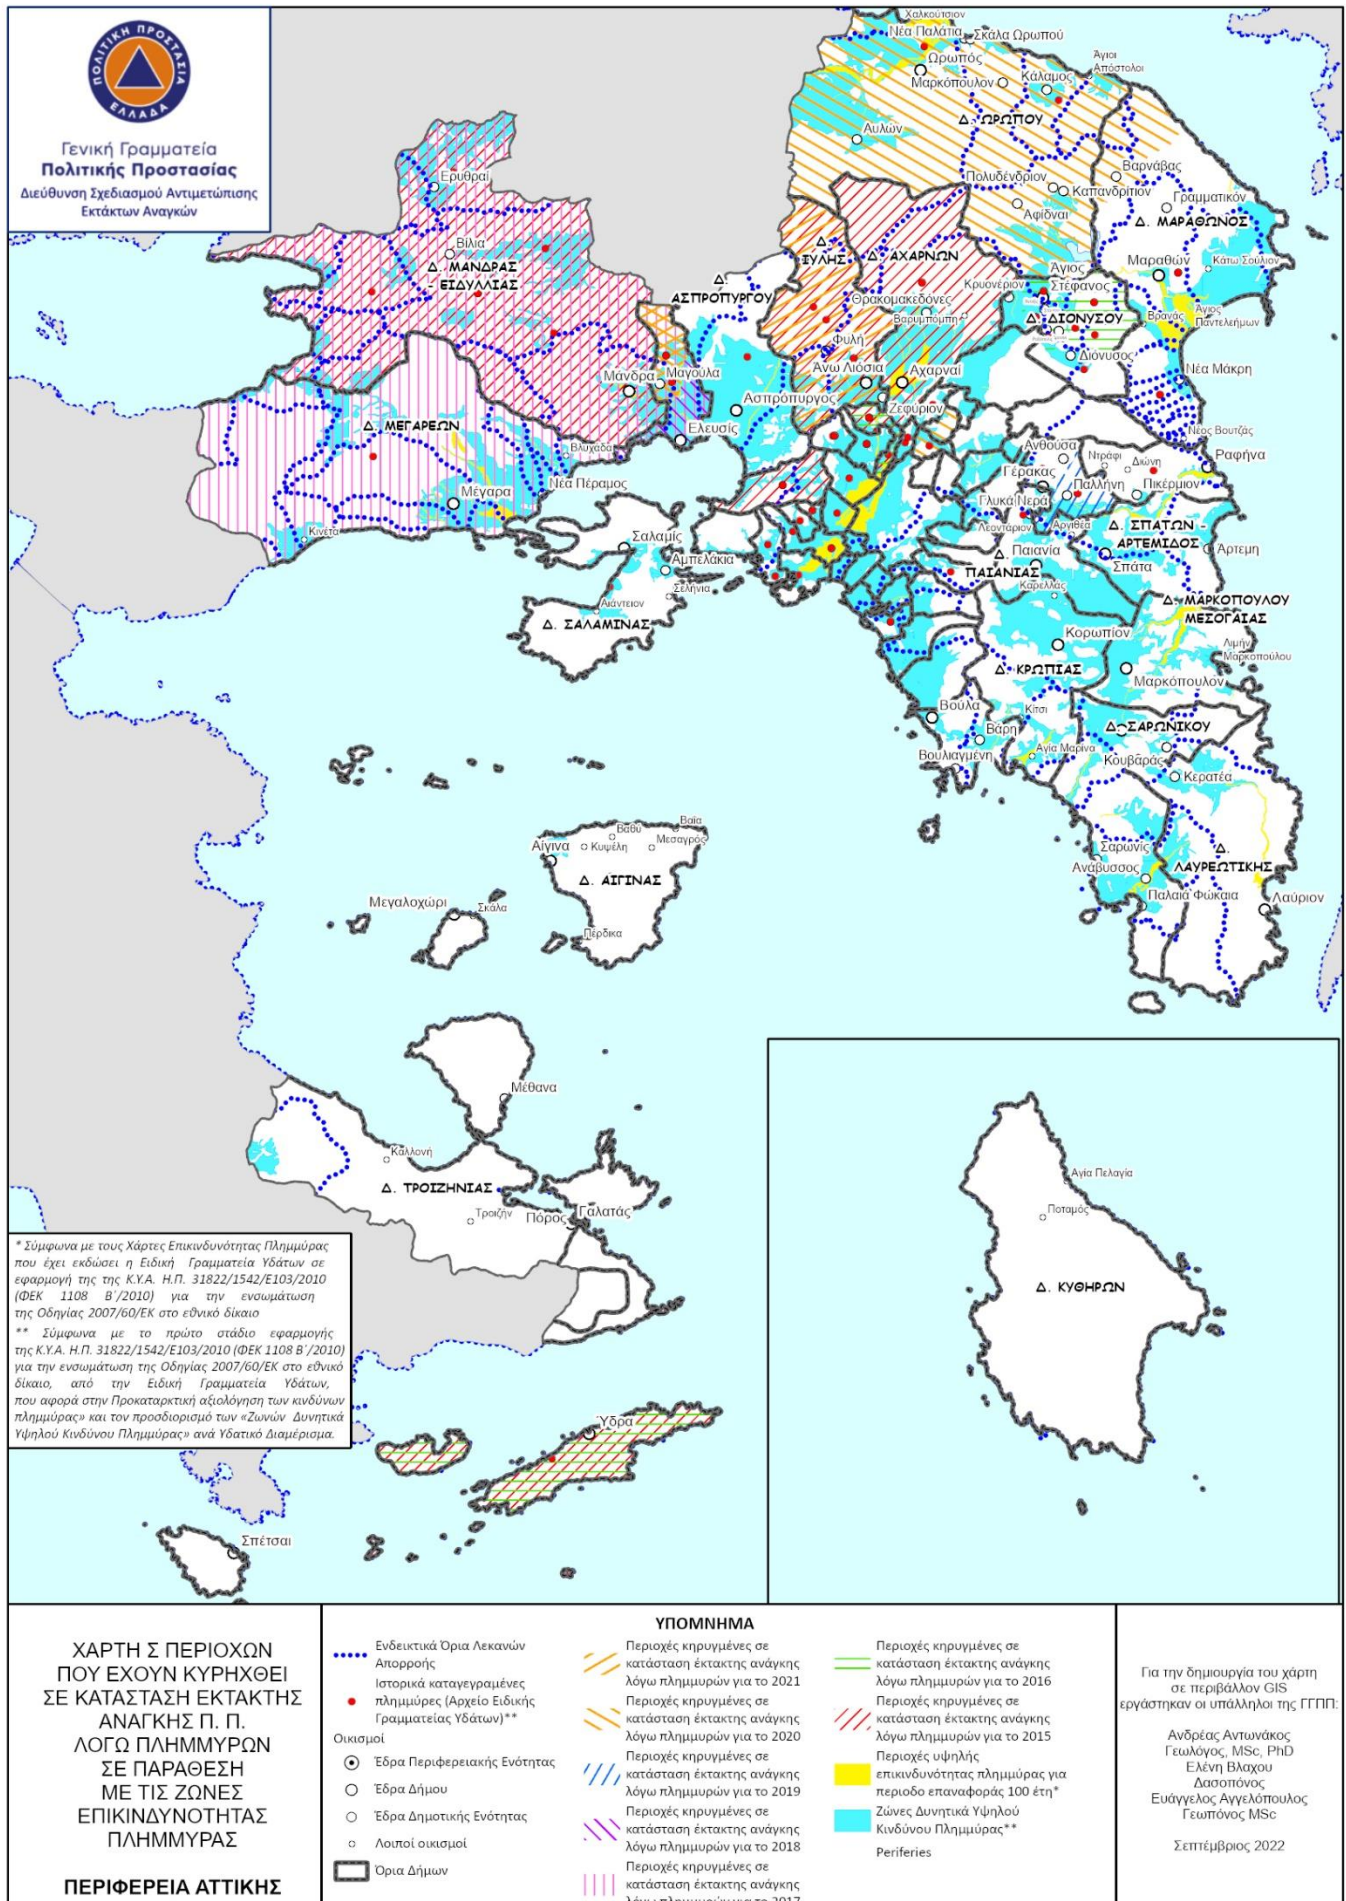 ΠΟΛΙΤΙΚΗ ΠΡΟΣΤΑΣΙΑ
ΕΛΛΑΔΑ
Γενική Γραμματεία
Πολιτικής Προστασίας
Διεύθυνση Σχεδιασμού Αντιμετώπισης
Εκτάκτων Αναγκών
Χαλκούτσιον
Νέα Παλάτια
Σκάλα Ωρωπού
Ωρωπός
Άγιοι
Απόστολοι
Μαρκόπουλον
Κάλαμος
Δ. ΩΡΩΠΟΥ
Αυλών
Βαρνάβας
Πολυδένδριον
Καπανδρίτιον
Γραμματικόν
Αφίδναι
Δ. ΜΑΡΑΘΩΝΟΣ
Ερυθραί
Βίλια
Δ. ΜΑΝΔΡΑΣ
- ΕΙΔΥΛΛΙΑΣ
Δ.
ΑΣΠΡΟΠΥΡΓΟΥ
Δ.
ΦΥΛΗΣ
Δ. ΑΧΑΡΝΩΝ
Θρακομακεδόνες
Βαρυμπόμπη
Κρυονέριον
Άγιος
Στέφανος
Δ. ΔΙΟΝΥΣΟΥ
Διόνυσος
Μαραθών
Κάτω Σούλιον
Βρανάς
Άγιος
Παντελεήμων
Νέα Μάκρη
Φυλή
Άνω Λιόσια
Αχαρναί
Ζεφύριον
Μάνδρα
Μαγούλα
Ασπρόπυργος
Ελευσίς
Δ. ΜΕΓΑΡΕΩΝ
Βλυχάδα
Νέα Πέραμος
Μέγαρα
Κινέτα
Νέος Βουτζάς
Ραφήνα
Ανθούσα
Ντράφι
Διώνη
Γέρακας
Παλλήνη
Πικέρμιον
Γλυκά Νερά
Λεοντάριον
Αργιθέα
Δ. ΣΠΑΤΩΝ -
ΑΡΤΕΜΙΔΟΣ
Άρτεμη
Σπάτα
Δ.
ΠΑΙΑΝΙΑΣ
Παιανία
Καρελλάς
Δ. ΜΑΡΚΟΠΟΥΛΟΥ
ΜΕΣΟΓΑΙΑΣ
Λιμήν
Μαρκοπούλου
Κορωπίον
Δ. ΚΡΩΠΙΑΣ
Μαρκόπουλον
Σαλαμίς
Αμπελάκια
Σελήνια
Αιάντειον
Δ. ΣΑΛΑΜΙΝΑΣ
Βούλα
Βάρη
Βουλιαγμένη
Κίτσι
Αγία Μαρίνα
Δ. ΣΑΡΩΝΙΚΟΥ
Κουβαράς
Κερατέα
Σαρωνίς
Ανάβυσσος
Παλαιά Φώκαια
Δ.
ΛΑΥΡΕΩΤΙΚΗΣ
Λαύριον
Αίγινα
Βαθύ
Βαϊα
Κυψέλη
Μεσαγρός
Δ. ΑΙΓΙΝΑΣ
Πέρδικα
Μεγαλοχώρι
Σκάλα
Μέθανα
Καλλονή
Δ. ΤΡΟΙΖΗΝΙΑΣ
Τροιζήν
Πόρος
Γαλατάς
Αγία Πελαγία
Ποταμός
Δ. ΚΥΘΗΡΩΝ
Ύδρα
Σπέτσαι
* Σύμφωνα με τους Χάρτες Επικινδυνότητας Πλημμύρας
που έχει εκδώσει η Ειδική Γραμματεία Υδάτων σε
εφαρμογή της της Κ.Υ.Α. Η.Π. 31822/1542/Ε103/2010
(ΦΕΚ 1108 Β΄/2010) για την ενσωμάτωση
της Οδηγίας 2007/60/ΕΚ στο εθνικό δίκαιο
** Σύμφωνα με το πρώτο στάδιο εφαρμογής
της Κ.Υ.Α. Η.Π. 31822/1542/Ε103/2010 (ΦΕΚ 1108 Β΄/2010)
για την ενσωμάτωση της Οδηγίας 2007/60/ΕΚ στο εθνικό
δίκαιο, από την Ειδική Γραμματεία Υδάτων,
που αφορά στην Προκαταρκτική αξιολόγηση των κινδύνων
πλημμύρας» και τον προσδιορισμό των «Ζωνών Δυνητικά
Υψηλού Κινδύνου Πλημμύρας» ανά Υδατικό Διαμέρισμα.
ΧΑΡΤΗ Σ ΠΕΡΙΟΧΩΝ
ΠΟΥ ΕΧΟΥΝ ΚΥΡΗΧΘΕΙ
ΣΕ ΚΑΤΑΣΤΑΣΗ ΕΚΤΑΚΤΗΣ
ΑΝΑΓΚΗΣ Π. Π.
ΛΟΓΩ ΠΛΗΜΜΥΡΩΝ
ΣΕ ΠΑΡΑΘΕΣΗ
ΜΕ ΤΙΣ ΖΩΝΕΣ
ΕΠΙΚΙΝΔΥΝΟΤΗΤΑΣ
ΠΛΗΜΜΥΡΑΣ
ΠΕΡΙΦΕΡΕΙΑ ΑΤΤΙΚΗΣ
ΥΠΟΜΝΗΜΑ
Ενδεικτικά Όρια Λεκανών
Απορροής
Ιστορικά καταγεγραμένες
πλημμύρες (Αρχείο Ειδικής
Γραμματείας Υδάτων)**
Οικισμοί
Έδρα Περιφερειακής Ενότητας
Έδρα Δήμου
Έδρα Δημοτικής Ενότητας
Λοιποί οικισμοί
Όρια Δήμων
Περιοχές κηρυγμένες σε
κατάσταση έκτακτης ανάγκης
λόγω πλημμυρών για το 2021
Περιοχές κηρυγμένες σε
κατάσταση έκτακτης ανάγκης
λόγω πλημμυρών για το 2020
Περιοχές κηρυγμένες σε
κατάσταση έκτακτης ανάγκης
λόγω πλημμυρών για το 2019
Περιοχές κηρυγμένες σε
κατάσταση έκτακτης ανάγκης
λόγω πλημμυρών για το 2018
Περιοχές κηρυγμένες σε
κατάσταση έκτακτης ανάγκης
λόγω πλημμυρών για το 2017
Περιοχές κηρυγμένες σε
κατάσταση έκτακτης ανάγκης
λόγω πλημμυρών για το 2016
Περιοχές κηρυγμένες σε
κατάσταση έκτακτης ανάγκης
λόγω πλημμυρών για το 2015
Περιοχές υψηλής
επικινδυνότητας πλημμύρας για
περιοδο επαναφοράς 100 έτη*
Ζώνες Δυνητικά Υψηλού
Κινδύνου Πλημμύρας**
Periferies
Για την δημιουργία του χάρτη
σε περιβάλλον GIS
εργάστηκαν οι υπάλληλοι της ΓΓΠΠ:
Ανδρέας Αντωνάκος
Γεωλόγος, MSc, PhD
Ελένη Βλαχου
Δασοπόνος
Ευάγγελος Αγγελόπουλος
Γεωπόνος MSc
Σεπτέμβριος 2022